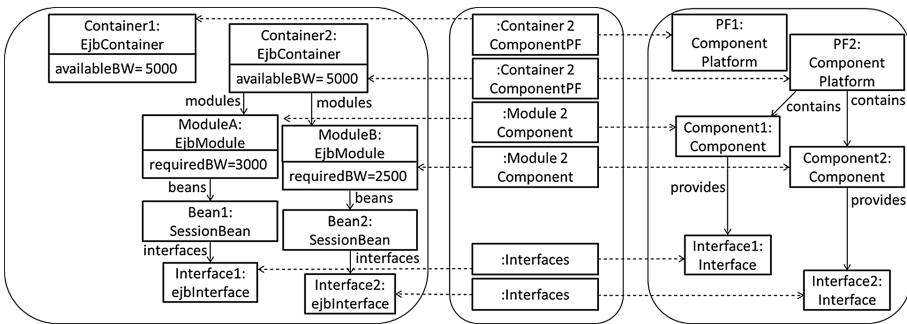 Container1:
EjbContainer
availableBW= 5000
Container2:
EjbContainer
availableBW= 5000
modules
modules
ModuleA:
EjbModule
requiredBW=3000
ModuleB:
EjbModule
requiredBW=2500
beans
beans
Bean1:
SessionBean
Bean2:
SessionBean
interfaces
interfaces
Interface1:
ejbInterface
Interface2:
ejbInterface
:Container 2
ComponentPF
:Container 2
ComponentPF
:Module 2
Component
:Module 2
Component
:Interfaces
:Interfaces
PF1:
Component
Platform
PF2:
Component
Platform
contains
contains
Component1:
Component
Component2:
Component
provides
provides
Interface1:
Interface
Interface2:
Interface